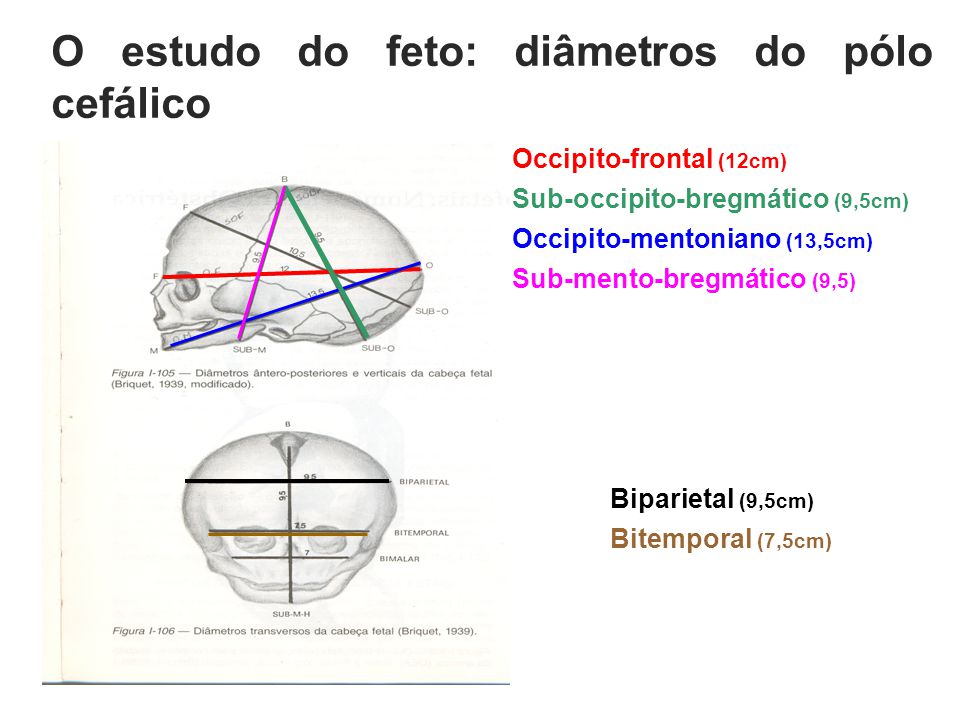 O estudo do feto: diâmetros do pólo
cefálico
Occipito-frontal (12cm)
Sub-occipito-bregmático (9,5cm)
Occipito-mentoniano (13,5cm)
Sub-mento-bregmático (9,5)
B
F
S.O.F
S.O.F
9,5
9,5
10,5
F
O.F
12
O
13,5
SUB-O
O.M
M
SUB-M
SUB-O
Figura I-105 — Diâmetros ântero-posteriores e verticais da cabeça fetal
(Briquet, 1939, modificado).
B
9,5
BIPARIETAL
9,5
7,5
BITEMPORAL
7
BIMALAR
SUB-M-H
Figura I-106 — Diâmetros transversos da cabeça fetal (Briquet, 1939).
Biparietal (9,5cm)
Bitemporal (7,5cm)